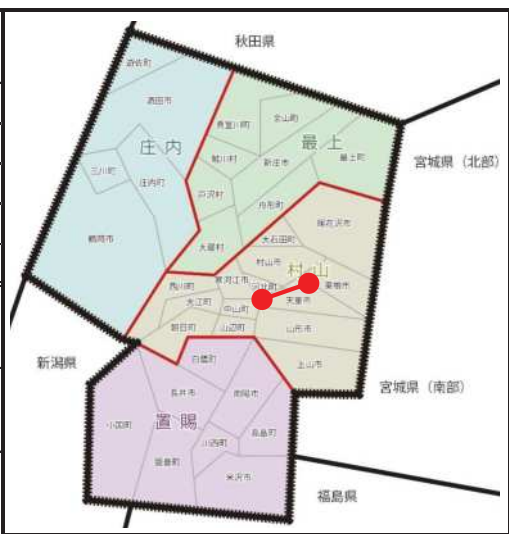 秋田県
遊佐町
酒田市
金山町
真室川町
庄内
最上
鮭川村
新庄市
最上町
宮城県（北部）
三川町
庄内町
戸沢村
舟形町
尾花沢市
鶴岡市
大蔵村
大石田町
村山市
村山
西川町
寒河江市
河北町
東根市
大江町
中山町
天童市
朝日町
山辺町
山形市
新潟県
白鷹町
上山市
宮城県（南部）
長井市
南陽市
小国町
置賜
高畠町
川西町
飯豊町
米沢市
福島県